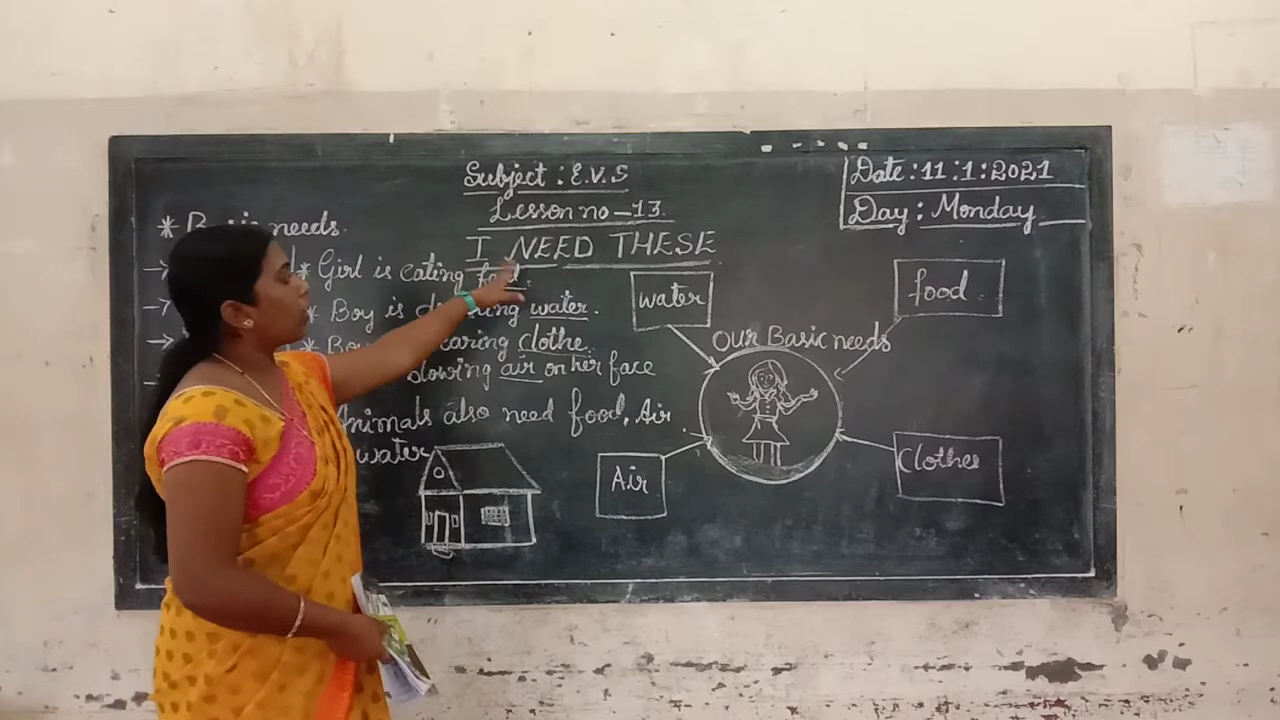 Subject : E.V.S
Lesson no - 13.
I NEED THESE
Date : 11 : 1 : 2021
Day : Monday
* needs.
* Girl is eating food.
* Boy is water.
* clothe.
blowing air on her face
Animals also need food, Air
water
OUR Basic needs
water
food
Air
Clothes